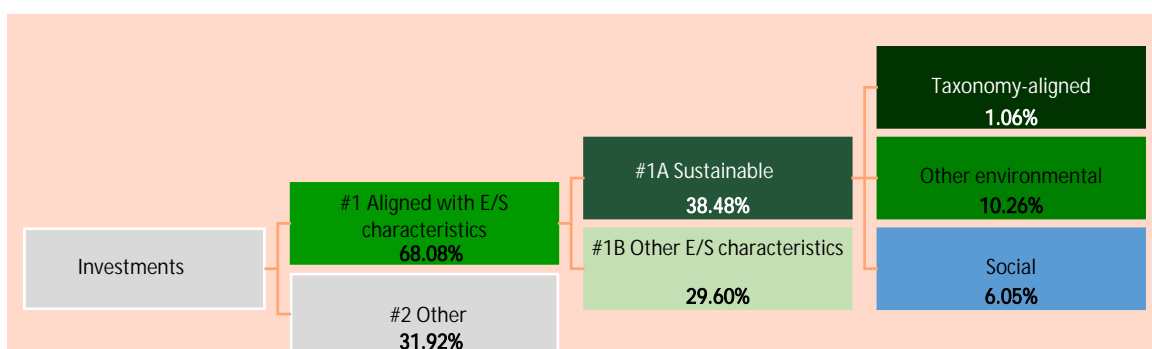 Investments
#1 Aligned with E/S
characteristics
68.08%
#2 Other
31.92%
#1A Sustainable
38.48%
#1B Other E/S characteristics
29.60%
Taxonomy-aligned
1.06%
Other environmental
10.26%
Social
6.05%